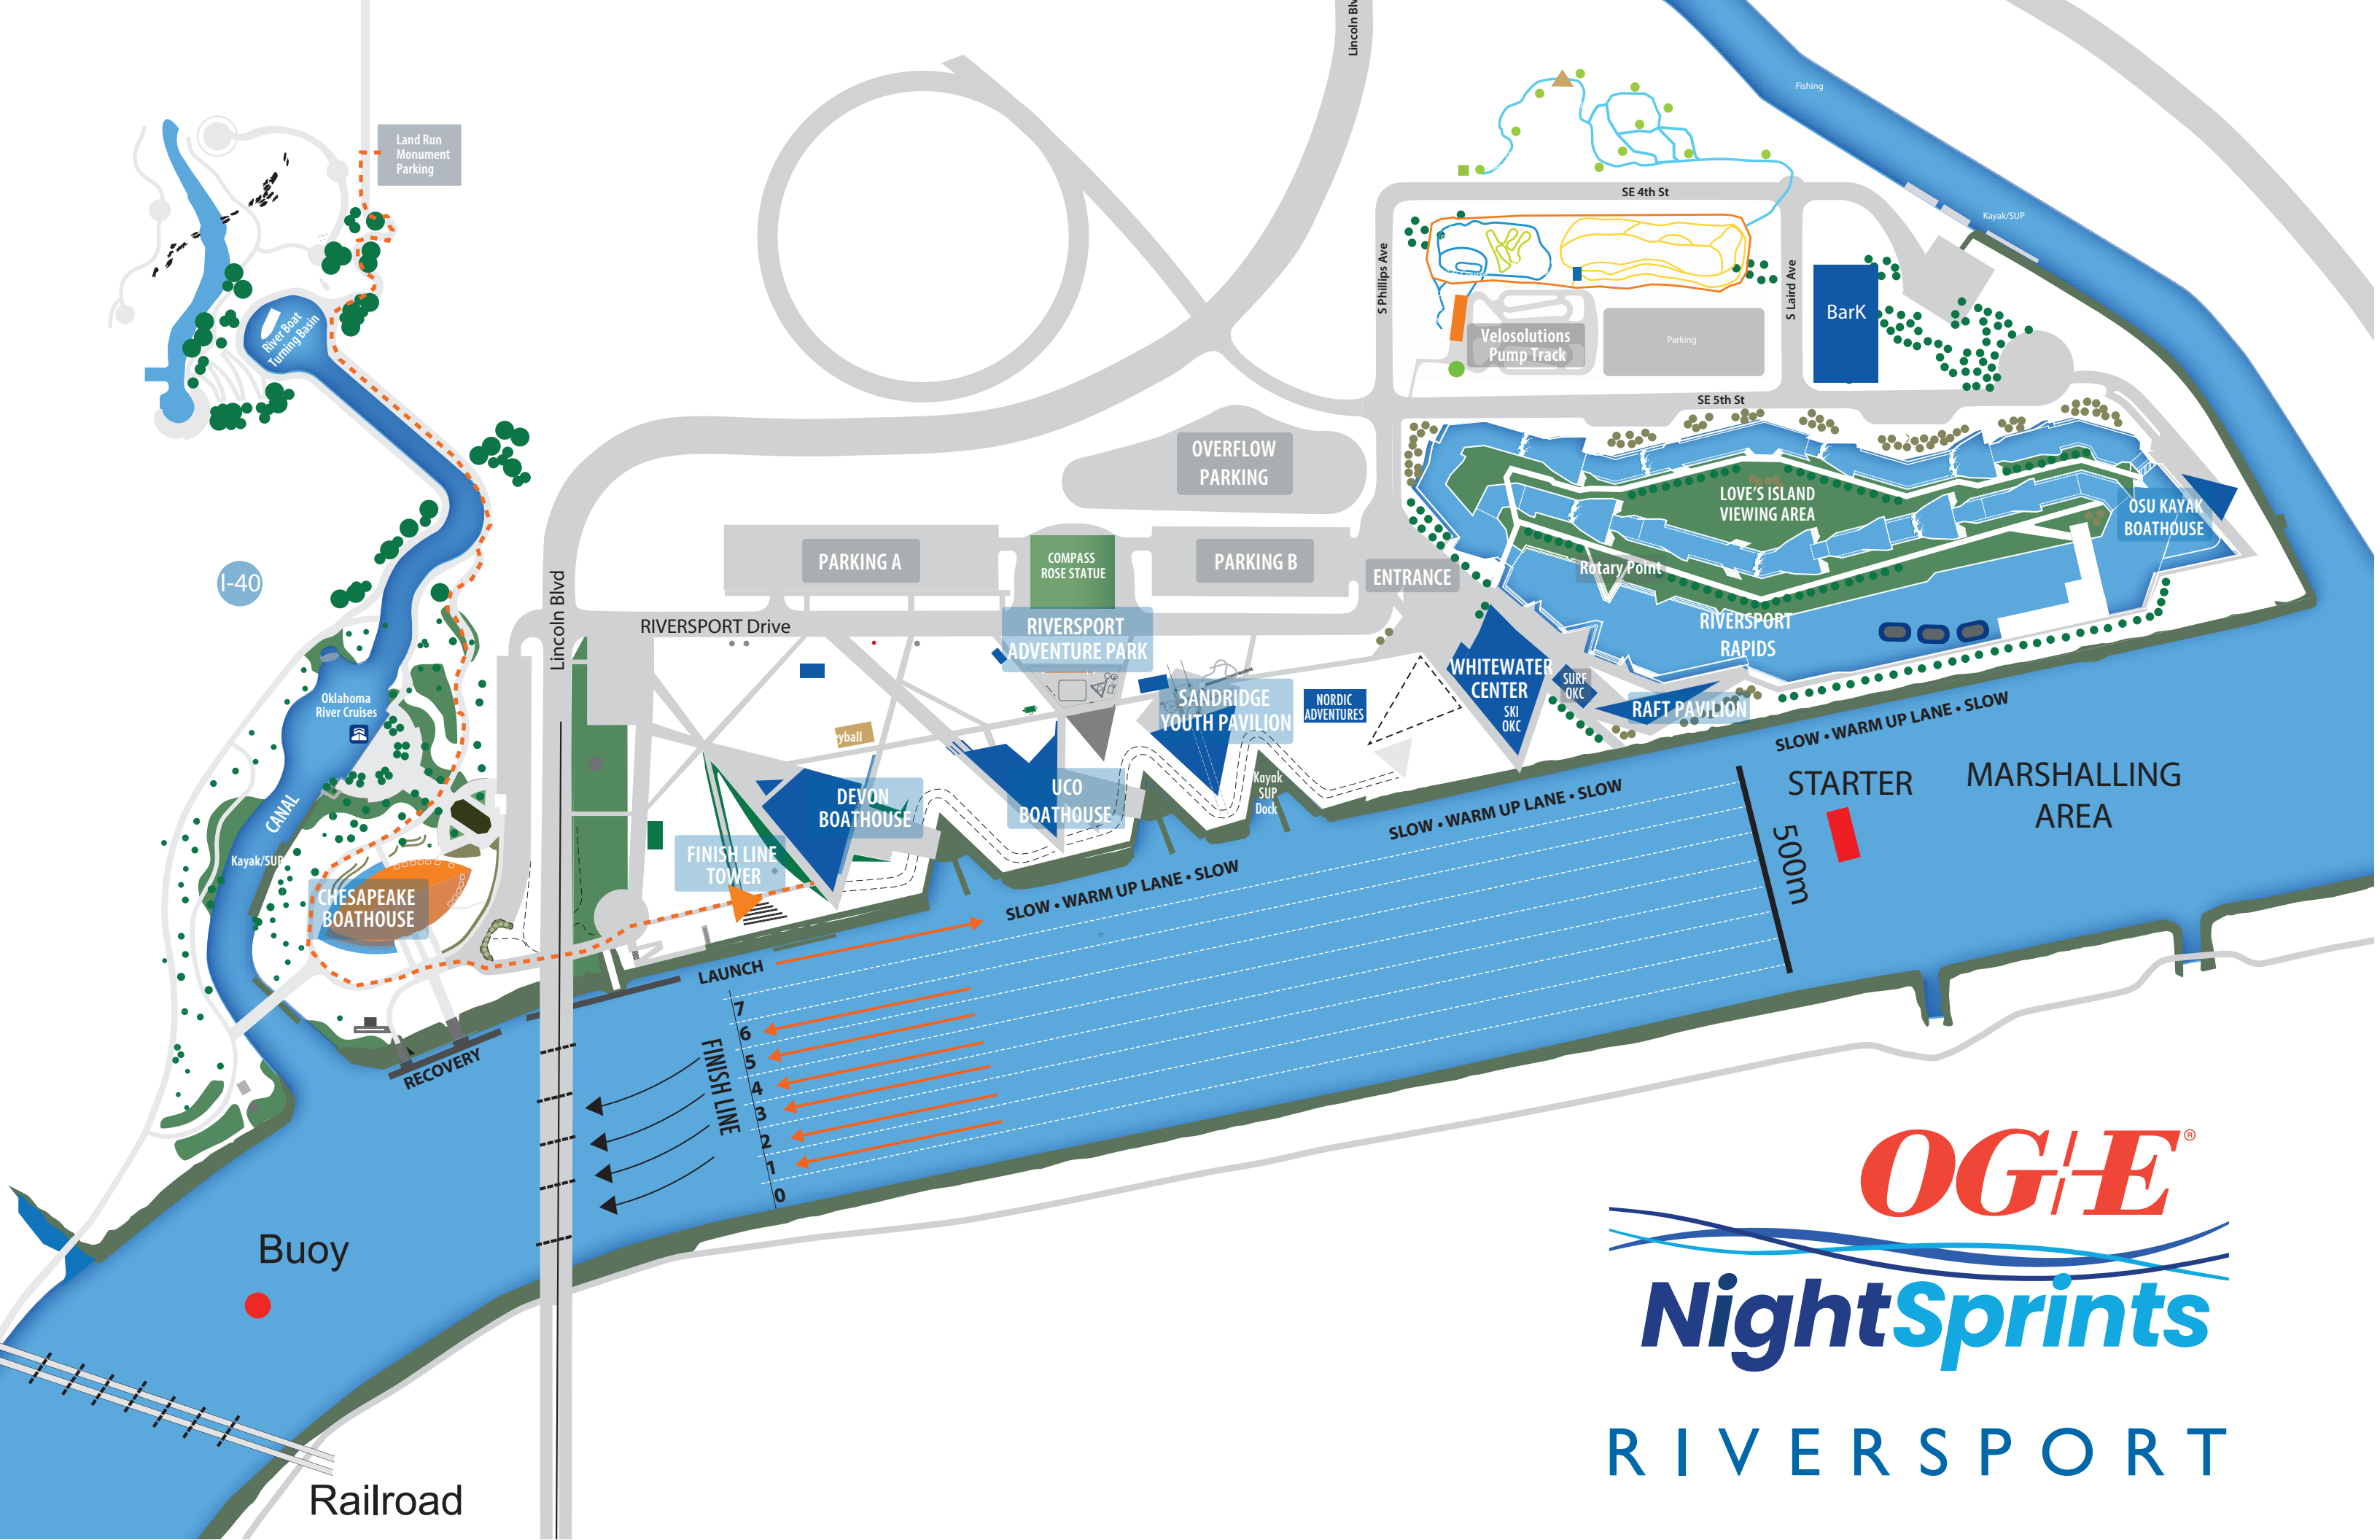 Lincoln Blv
Fishing
Land Run
Monument
Parking
SE 4th St
Kayak/SUP
S Phillips Ave
S Laird Ave
BarK
River Boat
Turning Basin
Velosolutions
Pump Track
Parking
SE 5th St
OVERFLOW
PARKING
LOVE'S ISLAND
VIEWING AREA
OSU KAYAK
BOATHOUSE
PARKING A
COMPASS
ROSE STATUE
PARKING B
ENTRANCE
Rotary Point
I-40
Lincoln Blvd
RIVERSPORT Drive
RIVERSPORT
ADVENTURE PARK
RIVERSPORT
RAPIDS
WHITEWATER
CENTER
SKI
OKC
SURF
OKC
RAFT PAVILION
SANDRIDGE
YOUTH PAVILION
NORDIC
ADVENTURES
Oklahoma
River Cruises
yball
SLOW • WARM UP LANE • SLOW
Kayak
SUP
Dock
UCO
BOATHOUSE
DEVON
BOATHOUSE
STARTER
MARSHALLING
AREA
SLOW • WARM UP LANE • SLOW
CANAL
500m
Kayak/SUP
FINISH LINE
TOWER
CHESAPEAKE
BOATHOUSE
SLOW • WARM UP LANE • SLOW
LAUNCH
7
6
5
4
3
2
1
0
FINISH LINE
RECOVERY
Buoy
Railroad
OG+E®
NightSprints
RIVERSPORT